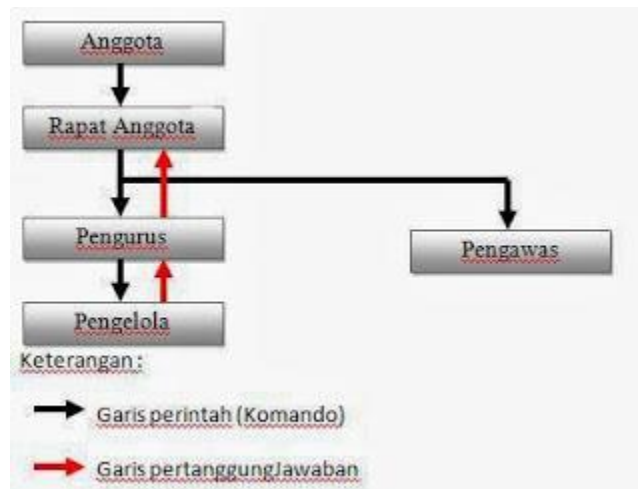 Anggota
Rapat Anggota
Pengurus
Pengawas
Pengelola
Keterangan :
Garis perintah (Komando)
Garis pertanggungJawaban